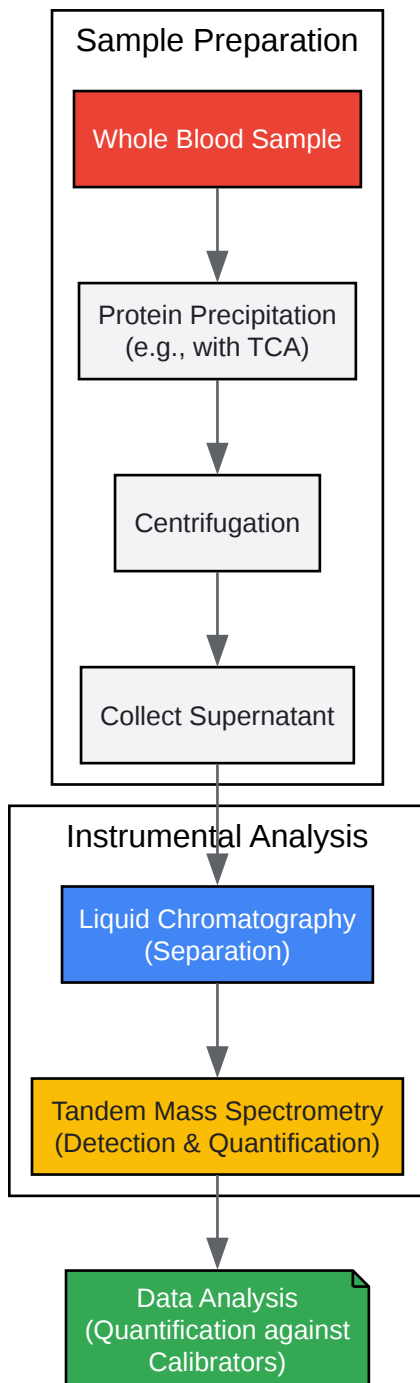 Sample Preparation
Whole Blood Sample
Protein Precipitation
(e.g., with TCA)
Centrifugation
Collect Supernatant
Instrumental Analysis
Liquid Chromatography
(Separation)
Tandem Mass Spectrometry
(Detection & Quantification)
Data Analysis
(Quantification against
Calibrators)